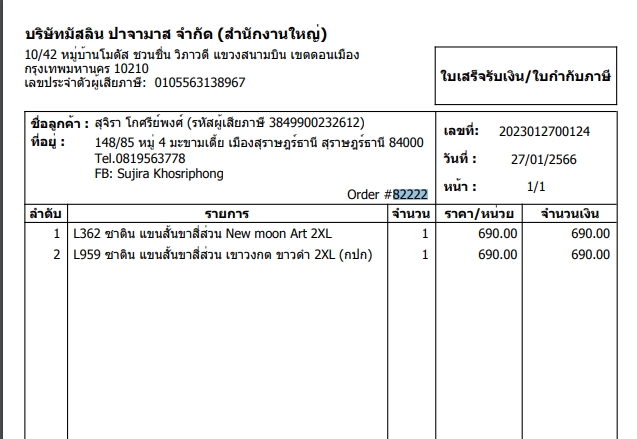 บริษัทมัสลิน ปาจามาส จำกัด (สำนักงานใหญ่)
10/42 หมู่บ้านโมดัส ชวนชื่น วิภาวดี แขวงสนามบิน เขตดอนเมือง
กรุงเทพมหานคร 10210
เลขประจำตัวผู้เสียภาษี: 0105563138967
ใบเสร็จรับเงิน/ใบกำกับภาษี
ชื่อลูกค้า : สุจิรา โกศรีย์พงศ์ (รหัสผู้เสียภาษี 3849900232612)
ที่อยู่ : 148/85 หมู่ 4 มะขามเตี้ย เมืองสุราษฎร์ธานี สุราษฎร์ธานี 84000
Tel.0819563778
FB: Sujira Khosriphong
Order #82222
เลขที่: 2023012700124
วันที่ : 27/01/2566
หน้า : 1/1
ลำดับ รายการ จำนวน ราคา/หน่วย จำนวนเงิน
1 L362 ซาติน แขนสั้นขาสี่ส่วน New moon Art 2XL 1 690.00 690.00
2 L959 ซาติน แขนสั้นขาสี่ส่วน เขาวงกต ขาวดำ 2XL (กปก) 1 690.00 690.00